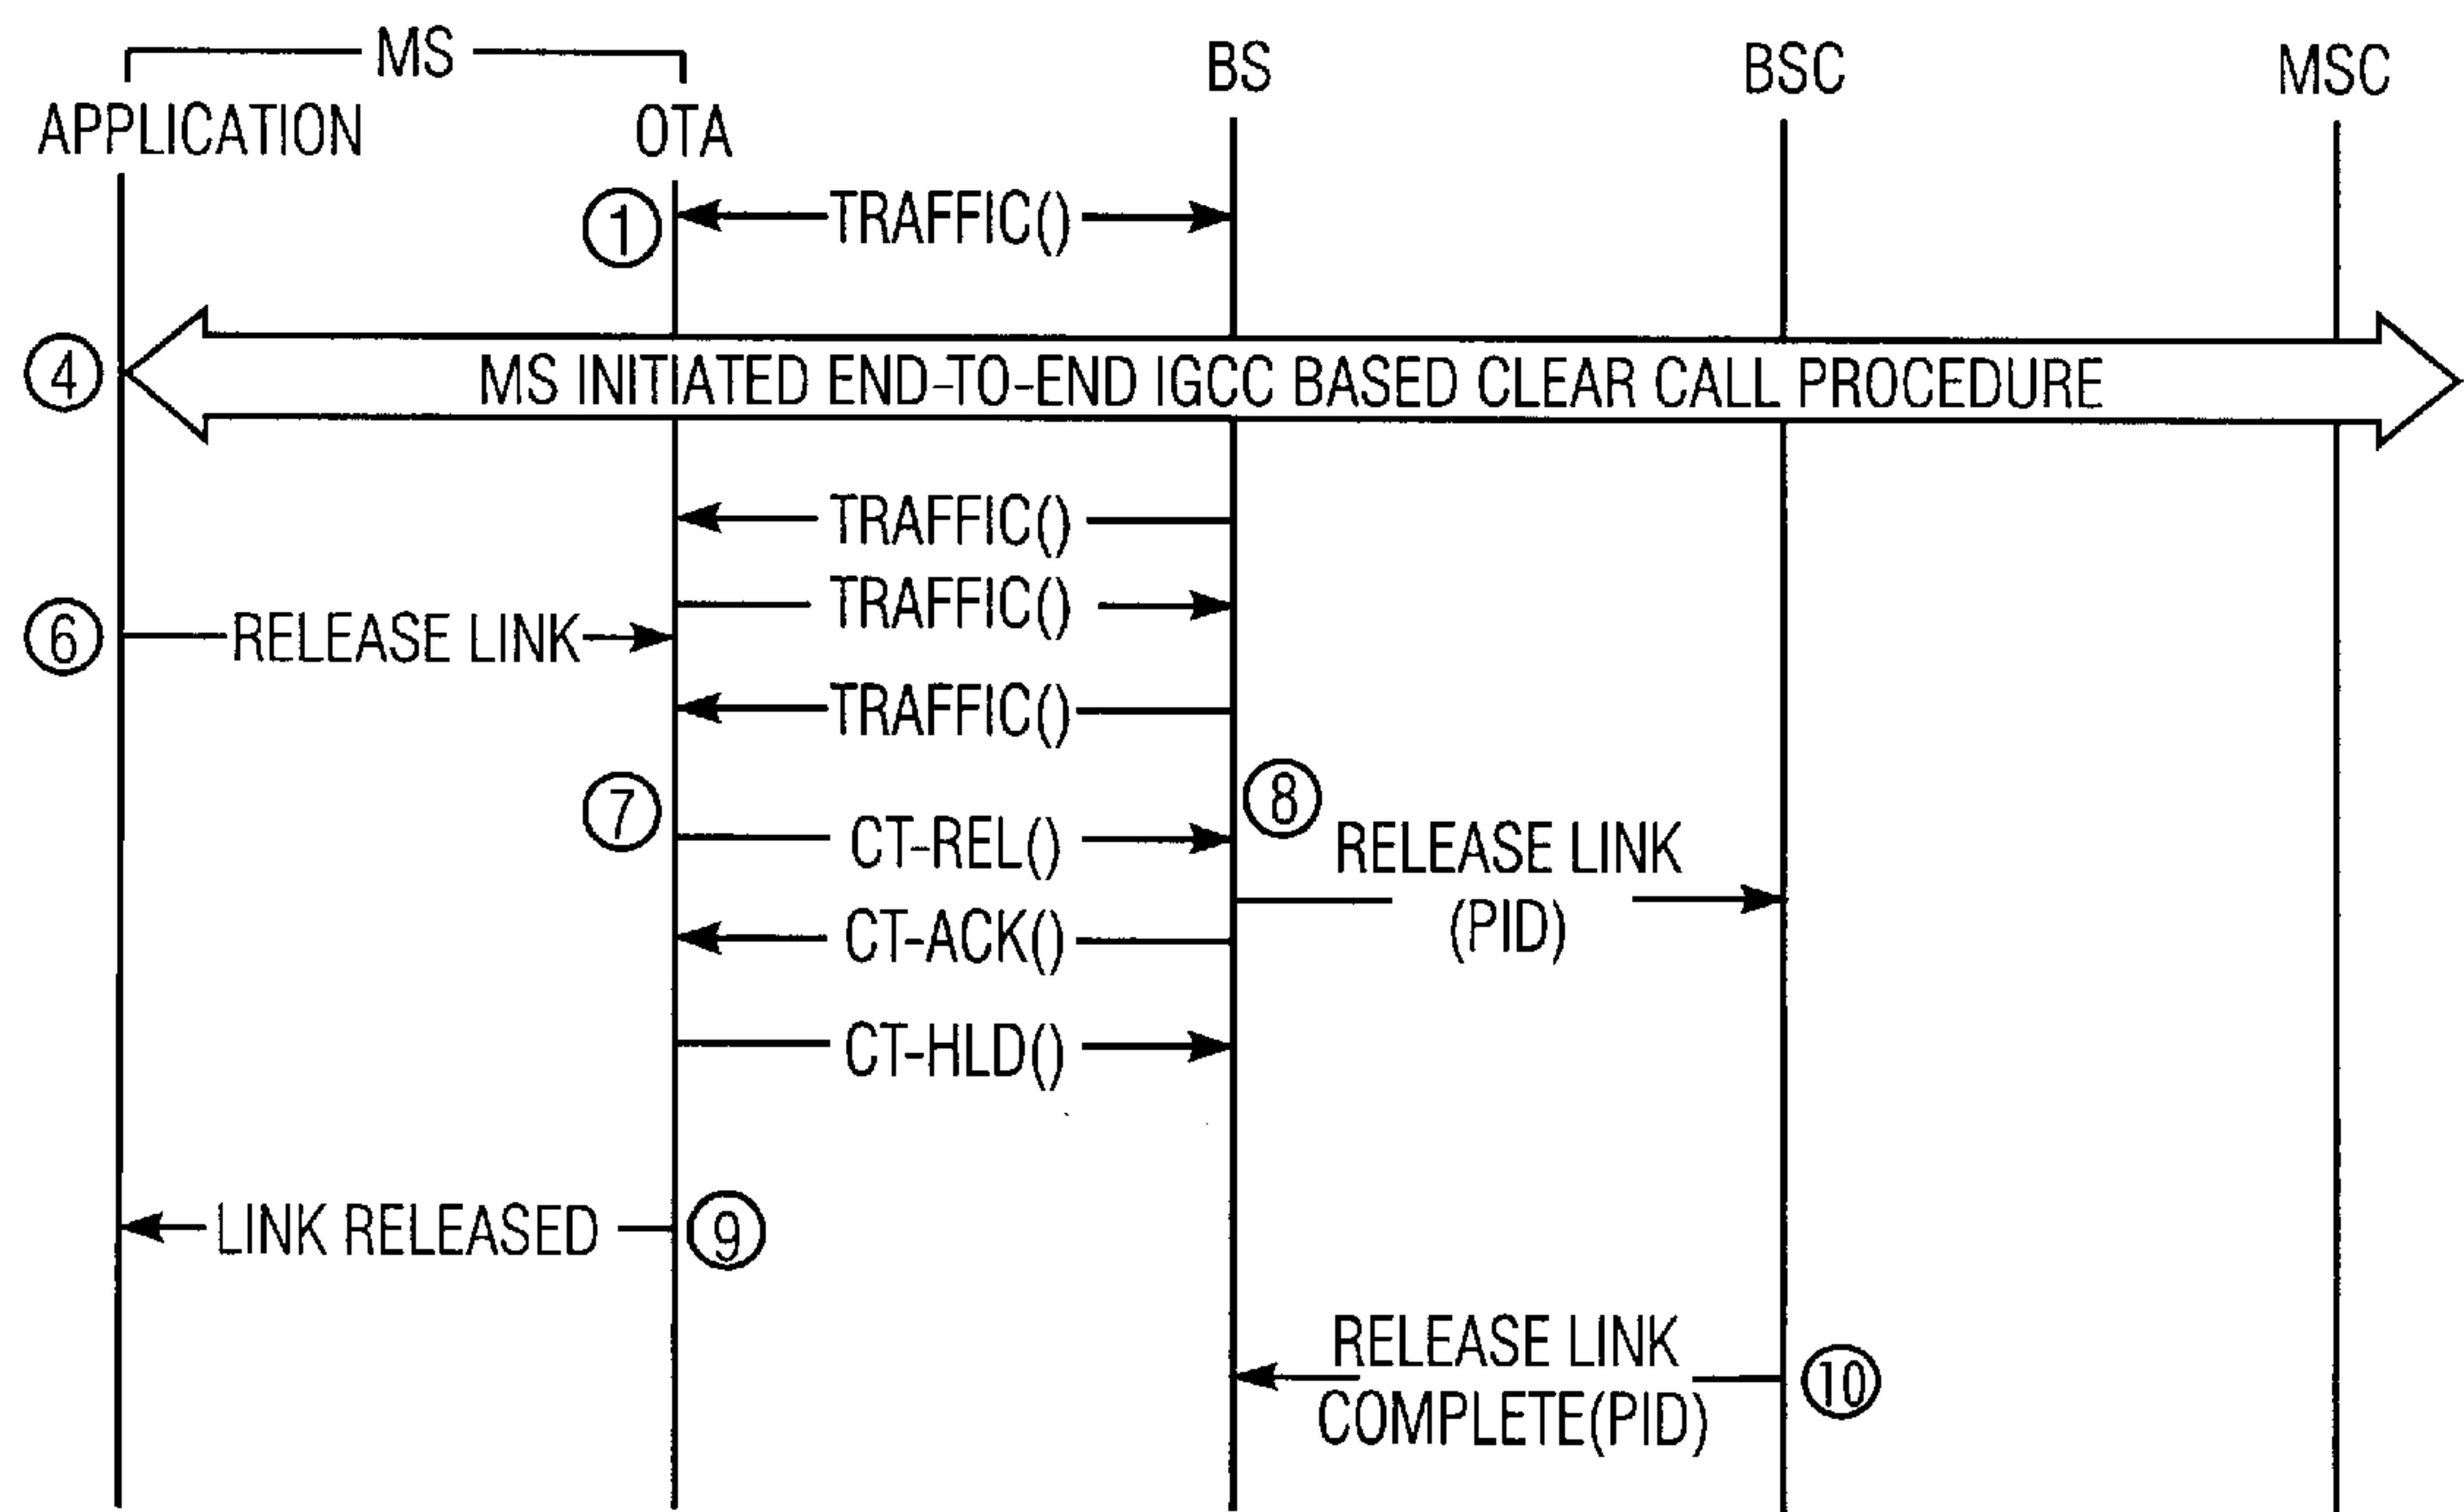 MS
BS
BSC
MSC
APPLICATION
OTA
1
TRAFFIC()
4
MS INITIATED END-TO-END IGCC BASED CLEAR CALL PROCEDURE
TRAFFIC()
TRAFFIC()
6
RELEASE LINK
TRAFFIC()
7
8
CT-REL()
RELEASE LINK
(PID)
CT-ACK()
CT-HLD()
LINK RELEASED
9
RELEASE LINK
COMPLETE(PID)
10